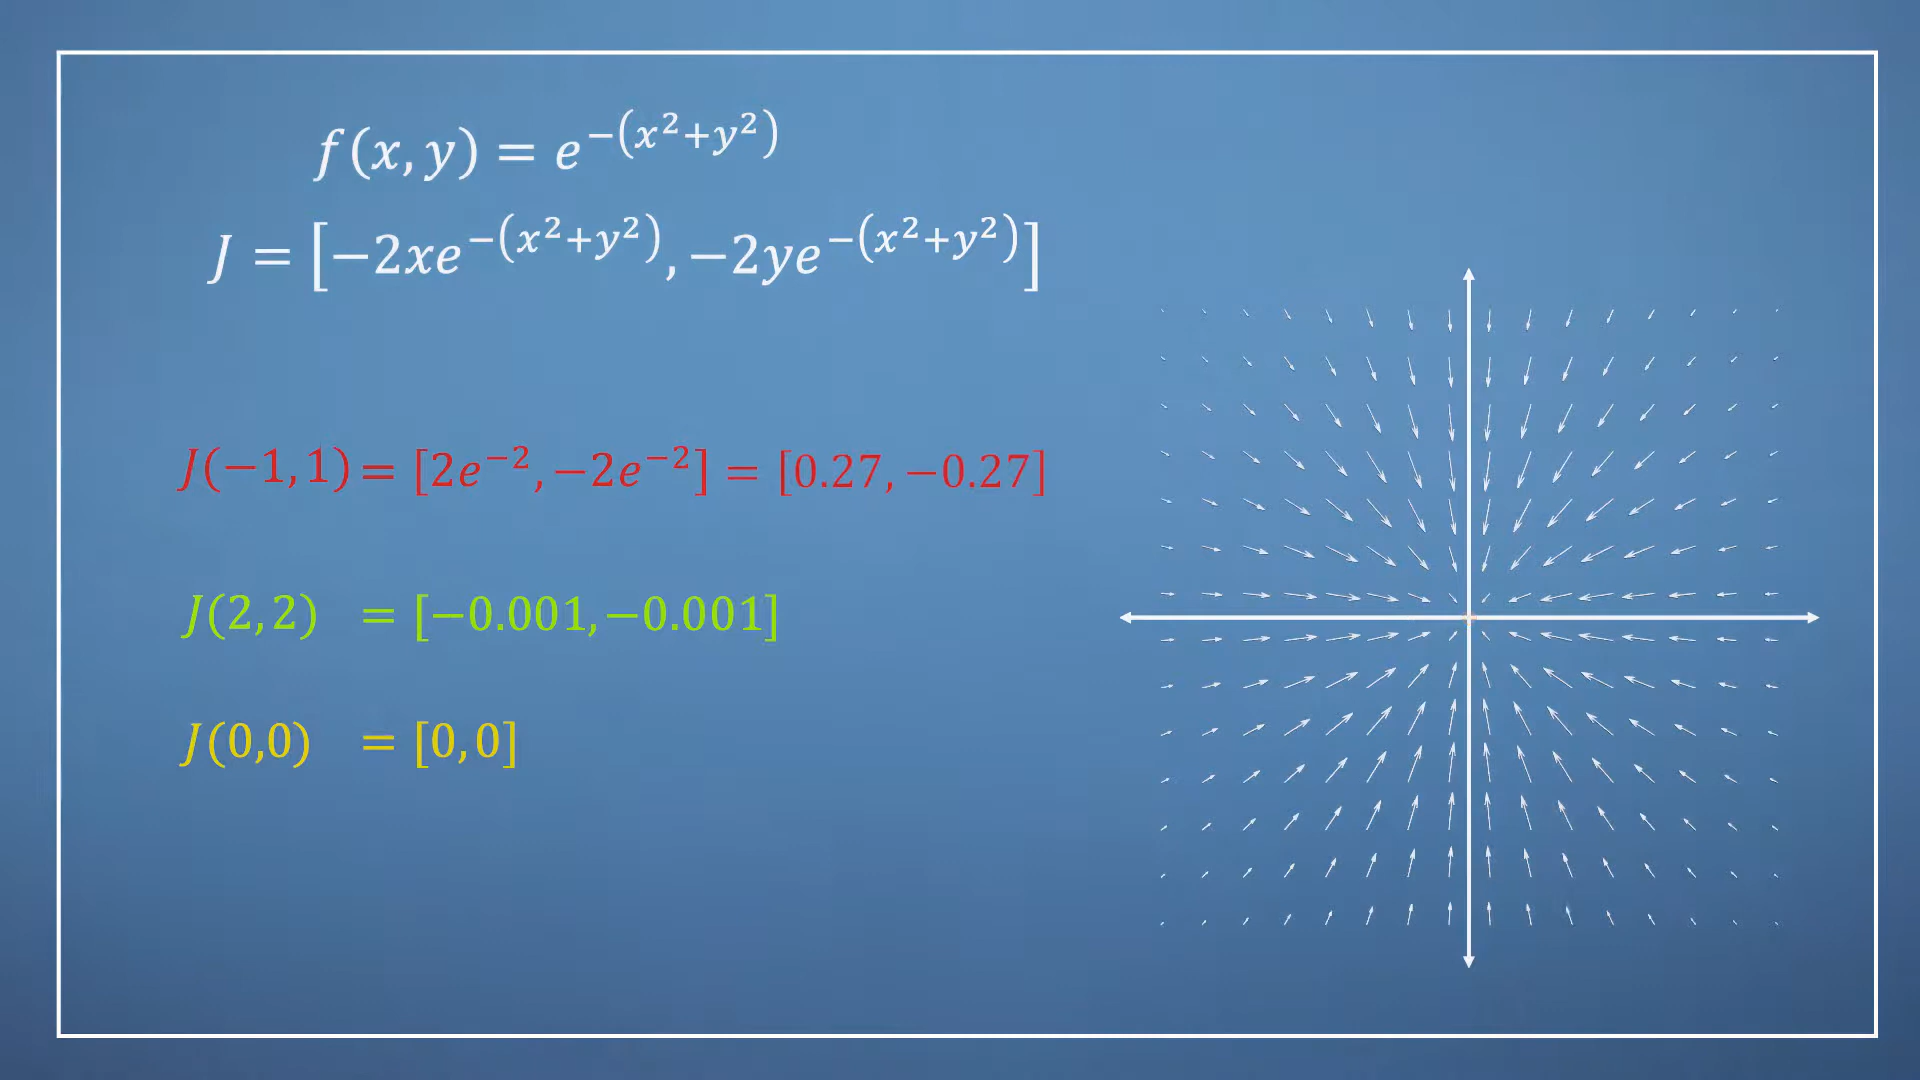 f(x, y) = e^{-(x^2+y^2)}
J = [-2xe^{-(x^2+y^2)}, -2ye^{-(x^2+y^2)}]
J(-1, 1) = [2e^{-2}, -2e^{-2}] = [0.27, -0.27]
J(2, 2) = [-0.001, -0.001]
J(0,0) = [0, 0]